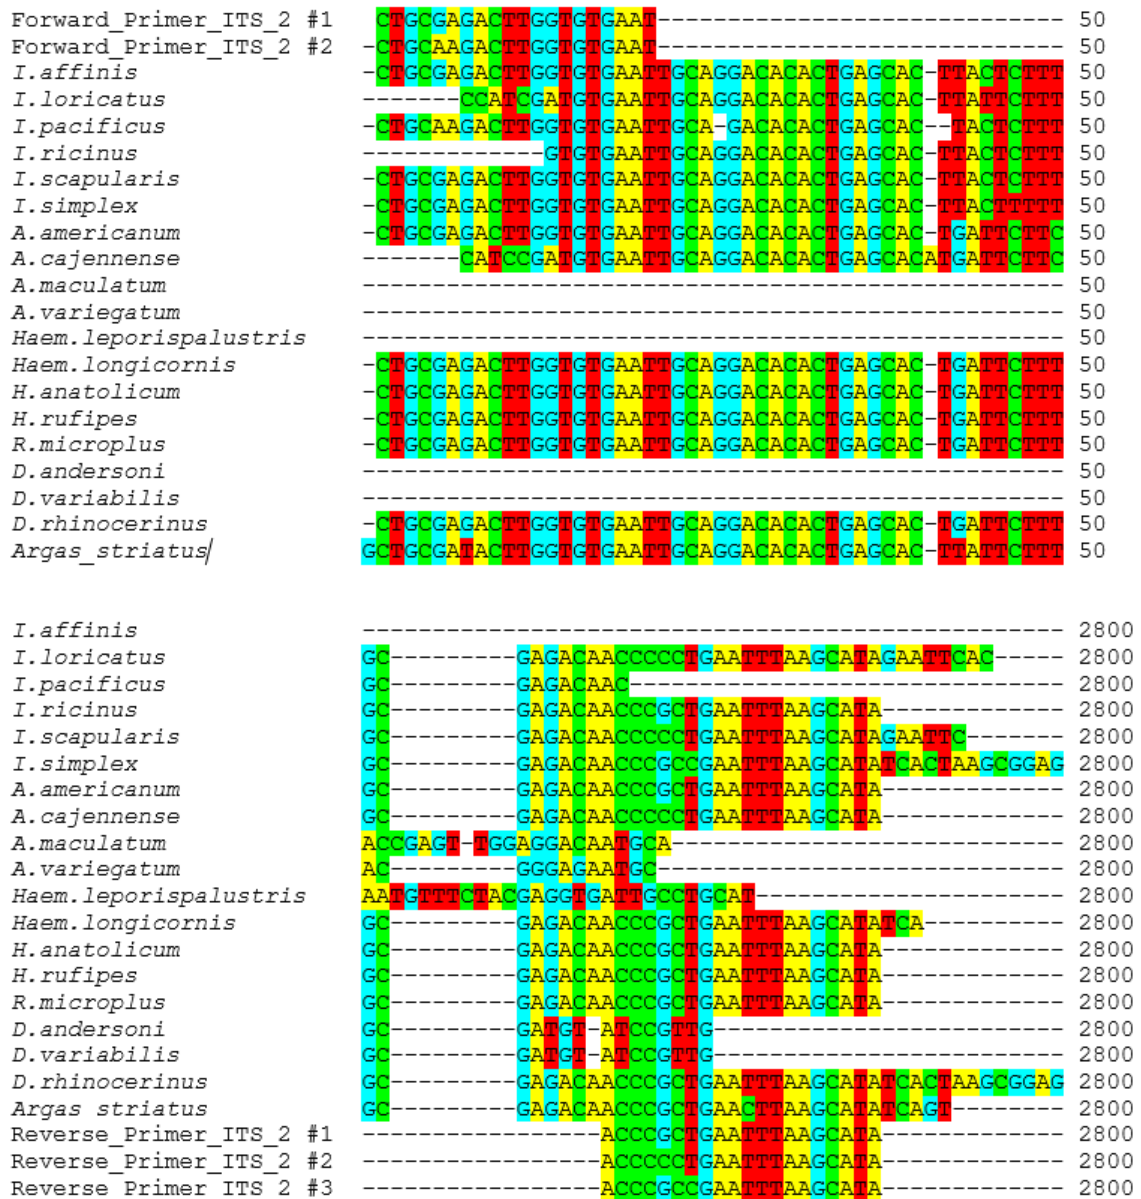 Forward_Primer_ITS_2 #1 CTGCGAGACTTGGTGTGAAT----------------------------- 50
Forward_Primer_ITS_2 #2 -CTGCAAGACTTGGTGTGAAT----------------------------- 50
I.affinis -CTGCGAGACTTGGTGTGAATTGCAGGACACACTGAGCAC-TTACTCTTT 50
I.loricatus -------CCATCGATGTGAATTGCAGGACACACTGAGCAC-TTATTCTTT 50
I.pacificus -CTGCAAGACTTGGTGTGAATTGCA-GACACACTGAGCAC--TACTCTTT 50
I.ricinus -------------GTGTGAATTGCAGGACACACTGAGCAC-TTACTCTTT 50
I.scapularis -CTGCGAGACTTGGTGTGAATTGCAGGACACACTGAGCAC-TTACTCTTT 50
I.simplex -CTGCGAGACTTGGTGTGAATTGCAGGACACACTGAGCAC-TTACTTTTT 50
A.americanum -CTGCGAGACTTGGTGTGAATTGCAGGACACACTGAGCAC-TGATTCTTC 50
A.cajennense -------CATCCGATGTGAATTGCAGGACACACTGAGCACATGATTCTTC 50
A.maculatum -------------------------------------------------- 50
A.variegatum -------------------------------------------------- 50
Haem.leporispalustris -------------------------------------------------- 50
Haem.longicornis -CTGCGAGACTTGGTGTGAATTGCAGGACACACTGAGCAC-TGATTCTTT 50
H.anatolicum -CTGCGAGACTTGGTGTGAATTGCAGGACACACTGAGCAC-TGATTCTTT 50
H.rufipes -CTGCGAGACTTGGTGTGAATTGCAGGACACACTGAGCAC-TGATTCTTT 50
R.microplus -CTGCGAGACTTGGTGTGAATTGCAGGACACACTGAGCAC-TGATTCTTT 50
D.andersoni -------------------------------------------------- 50
D.variabilis -------------------------------------------------- 50
D.rhinocerinus -CTGCGAGACTTGGTGTGAATTGCAGGACACACTGAGCAC-TGATTCTTT 50
Argas_striatus GCTGCGATACTTGGTGTGAATTGCAGGACACACTGAGCAC-TTATTCTTT 50
I.affinis -------------------------------------------------- 2800
I.loricatus GC---------GAGACAACCCCCTGAATTTAAGCATAGAATTCAC----- 2800
I.pacificus GC---------GAGACAAC------------------------------- 2800
I.ricinus GC---------GAGACAACCCGCTGAATTTAAGCATA------------- 2800
I.scapularis GC---------GAGACAACCCCCTGAATTTAAGCATAGAATTC------- 2800
I.simplex GC---------GAGACAACCCGCCGAATTTAAGCATATCACTAAGCGGAG 2800
A.americanum GC---------GAGACAACCCGCTGAATTTAAGCATA------------- 2800
A.cajennense GC---------GAGACAACCCCCTGAATTTAAGCATA------------- 2800
A.maculatum ACCGAGT-TGGAGGACAATGCA---------------------------- 2800
A.variegatum AC---------GGGAGAATGC----------------------------- 2800
Haem.leporispalustris AATGTTTCTACGAGGTGATTGCCTGCAT---------------------- 2800
Haem.longicornis GC---------GAGACAACCCGCTGAATTTAAGCATATCA---------- 2800
H.anatolicum GC---------GAGACAACCCGCTGAATTTAAGCATA------------- 2800
H.rufipes GC---------GAGACAACCCGCTGAATTTAAGCATA------------- 2800
R.microplus GC---------GAGACAACCCGCTGAATTTAAGCATA------------- 2800
D.andersoni GC---------GATGT-ATCCGTTG------------------------- 2800
D.variabilis GC---------GATGT-ATCCGTTG------------------------- 2800
D.rhinocerinus GC---------GAGACAACCCGCTGAATTTAAGCATATCACTAAGCGGAG 2800
Argas striatus GC---------GAGACAACCCGCTGAACTTAAGCATATCAGT-------- 2800
Reverse_Primer_ITS_2 #1 -----------------ACCCGCTGAATTTAAGCATA------------- 2800
Reverse_Primer_ITS_2 #2 -----------------ACCCCCTGAATTTAAGCATA------------- 2800
Reverse Primer ITS 2 #3 -----------------ACCCGCCGAATTTAAGCATA------------- 2800